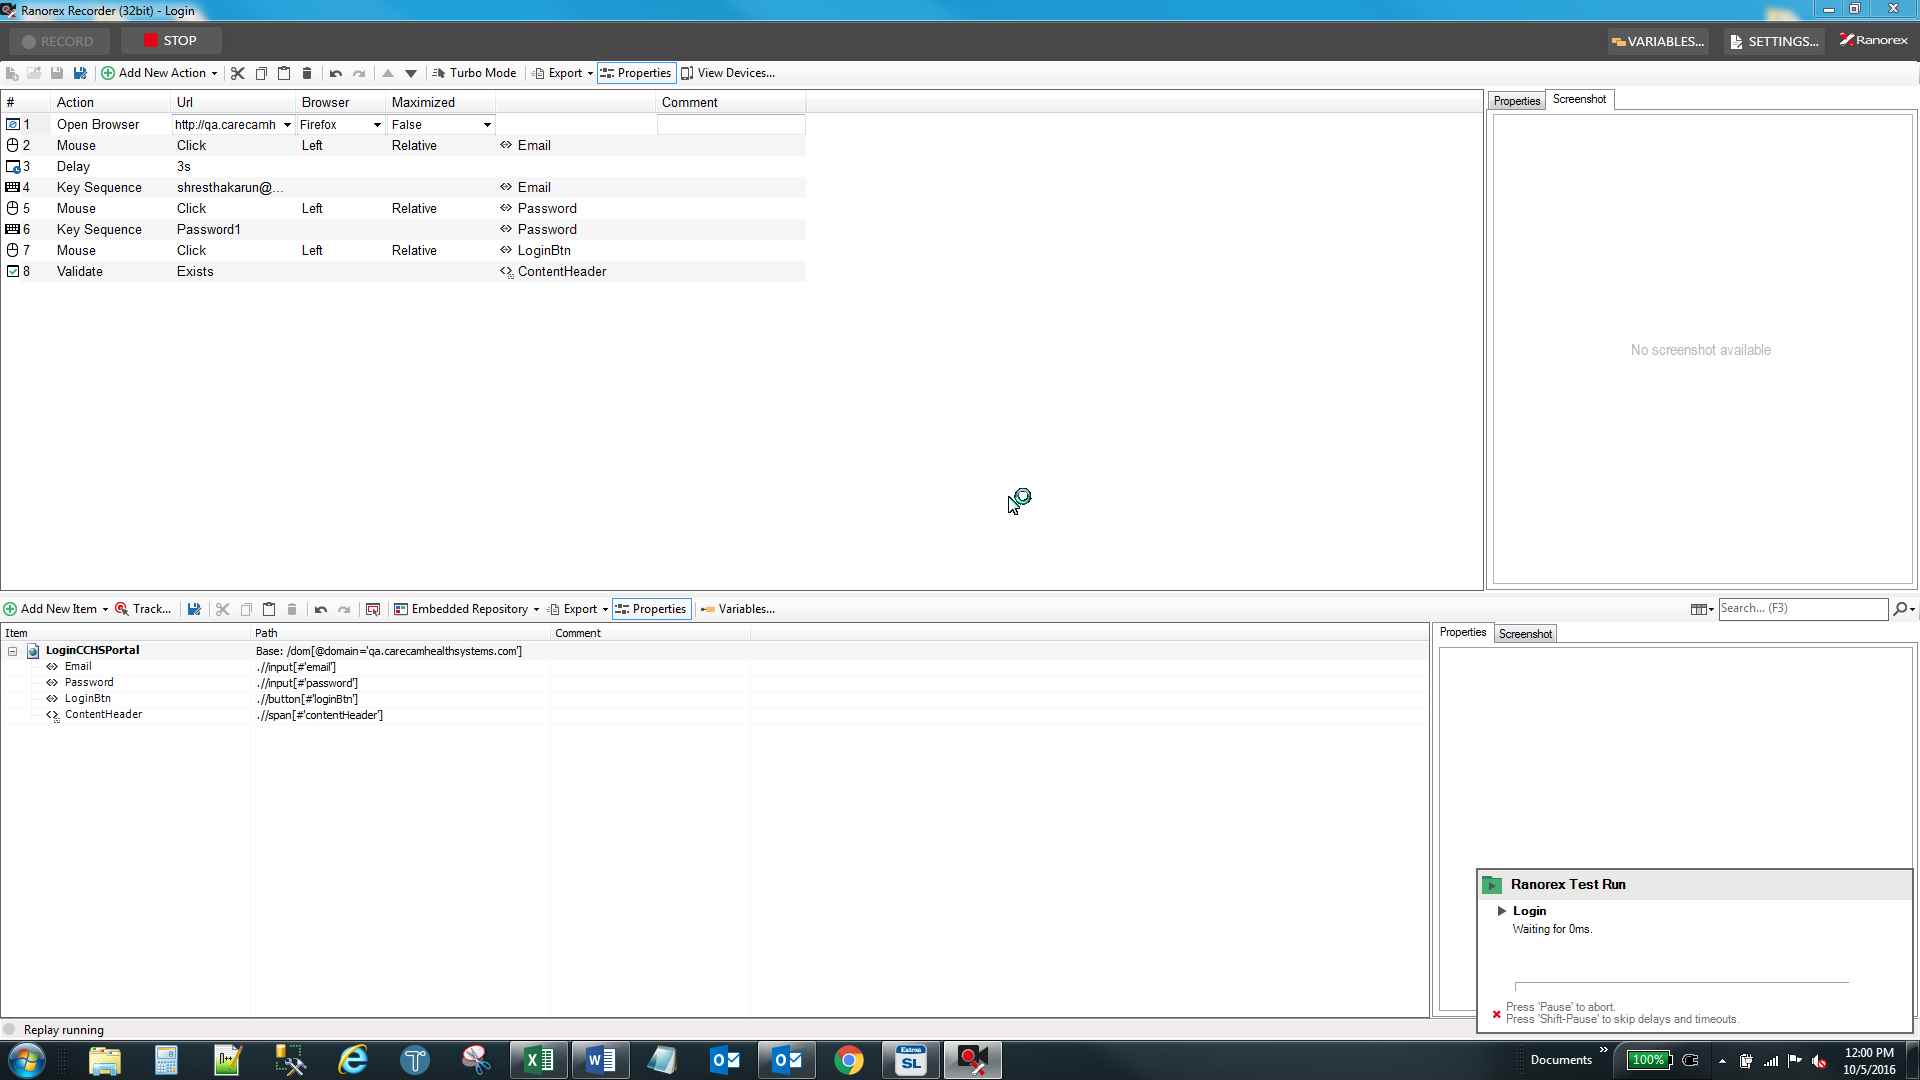 Ranorex Recorder (32bit) - Login
RECORD STOP VARIABLES... SETTINGS... Ranorex
Add New Action Turbo Mode Export Properties View Devices...
# Action Url Browser Maximized Comment
1 Open Browser http://qa.carecamh Firefox False
2 Mouse Click Left Relative Email
3 Delay 3s
4 Key Sequence shresthakarun@... Email
5 Mouse Click Left Relative Password
6 Key Sequence Password1 Password
7 Mouse Click Left Relative LoginBtn
8 Validate Exists ContentHeader
Properties Screenshot
No screenshot available
Add New Item Track... Embedded Repository Export Properties Variables... Search... (F3)
Item Path Comment
LoginCCHSPortal Base: /dom[@domain='qa.carecamhealthsystems.com']
Email .//input[#'email']
Password .//input[#'password']
LoginBtn .//button[#'loginBtn']
ContentHeader .//span[#'contentHeader']
Properties Screenshot
Ranorex Test Run
Login
Waiting for 0ms.
Press 'Pause' to abort.
Press 'Shift-Pause' to skip delays and timeouts.
Replay running
Extron
SL
Documents 100% 12:00 PM
10/5/2016